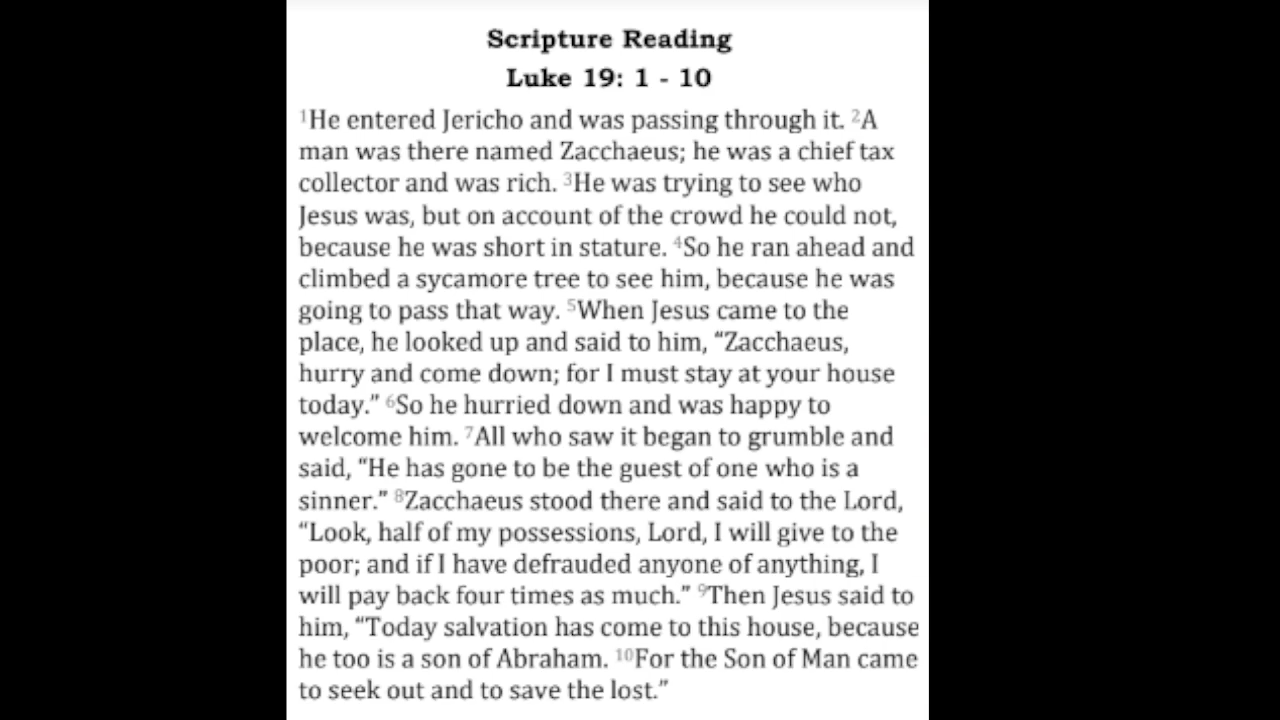 Scripture Reading
Luke 19: 1 - 10
¹He entered Jericho and was passing through it. ²A
man was there named Zacchaeus; he was a chief tax
collector and was rich. ³He was trying to see who
Jesus was, but on account of the crowd he could not,
because he was short in stature. ⁴So he ran ahead and
climbed a sycamore tree to see him, because he was
going to pass that way. ⁵When Jesus came to the
place, he looked up and said to him, “Zacchaeus,
hurry and come down; for I must stay at your house
today.” ⁶So he hurried down and was happy to
welcome him. ⁷All who saw it began to grumble and
said, “He has gone to be the guest of one who is a
sinner.” ⁸Zacchaeus stood there and said to the Lord,
“Look, half of my possessions, Lord, I will give to the
poor; and if I have defrauded anyone of anything, I
will pay back four times as much.” ⁹Then Jesus said to
him, “Today salvation has come to this house, because
he too is a son of Abraham. ¹⁰For the Son of Man came
to seek out and to save the lost.”